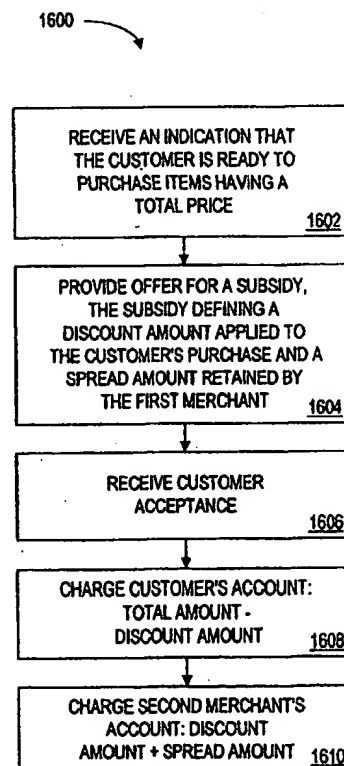 1600
RECEIVE AN INDICATION THAT
THE CUSTOMER IS READY TO
PURCHASE ITEMS HAVING A
TOTAL PRICE
1602
PROVIDE OFFER FOR A SUBSIDY,
THE SUBSIDY DEFINING A
DISCOUNT AMOUNT APPLIED TO
THE CUSTOMER'S PURCHASE AND A
SPREAD AMOUNT RETAINED BY
THE FIRST MERCHANT
1604
RECEIVE CUSTOMER
ACCEPTANCE
1606
CHARGE CUSTOMER'S ACCOUNT:
TOTAL AMOUNT -
DISCOUNT AMOUNT
1608
CHARGE SECOND MERCHANT'S
ACCOUNT: DISCOUNT
AMOUNT + SPREAD AMOUNT
1610